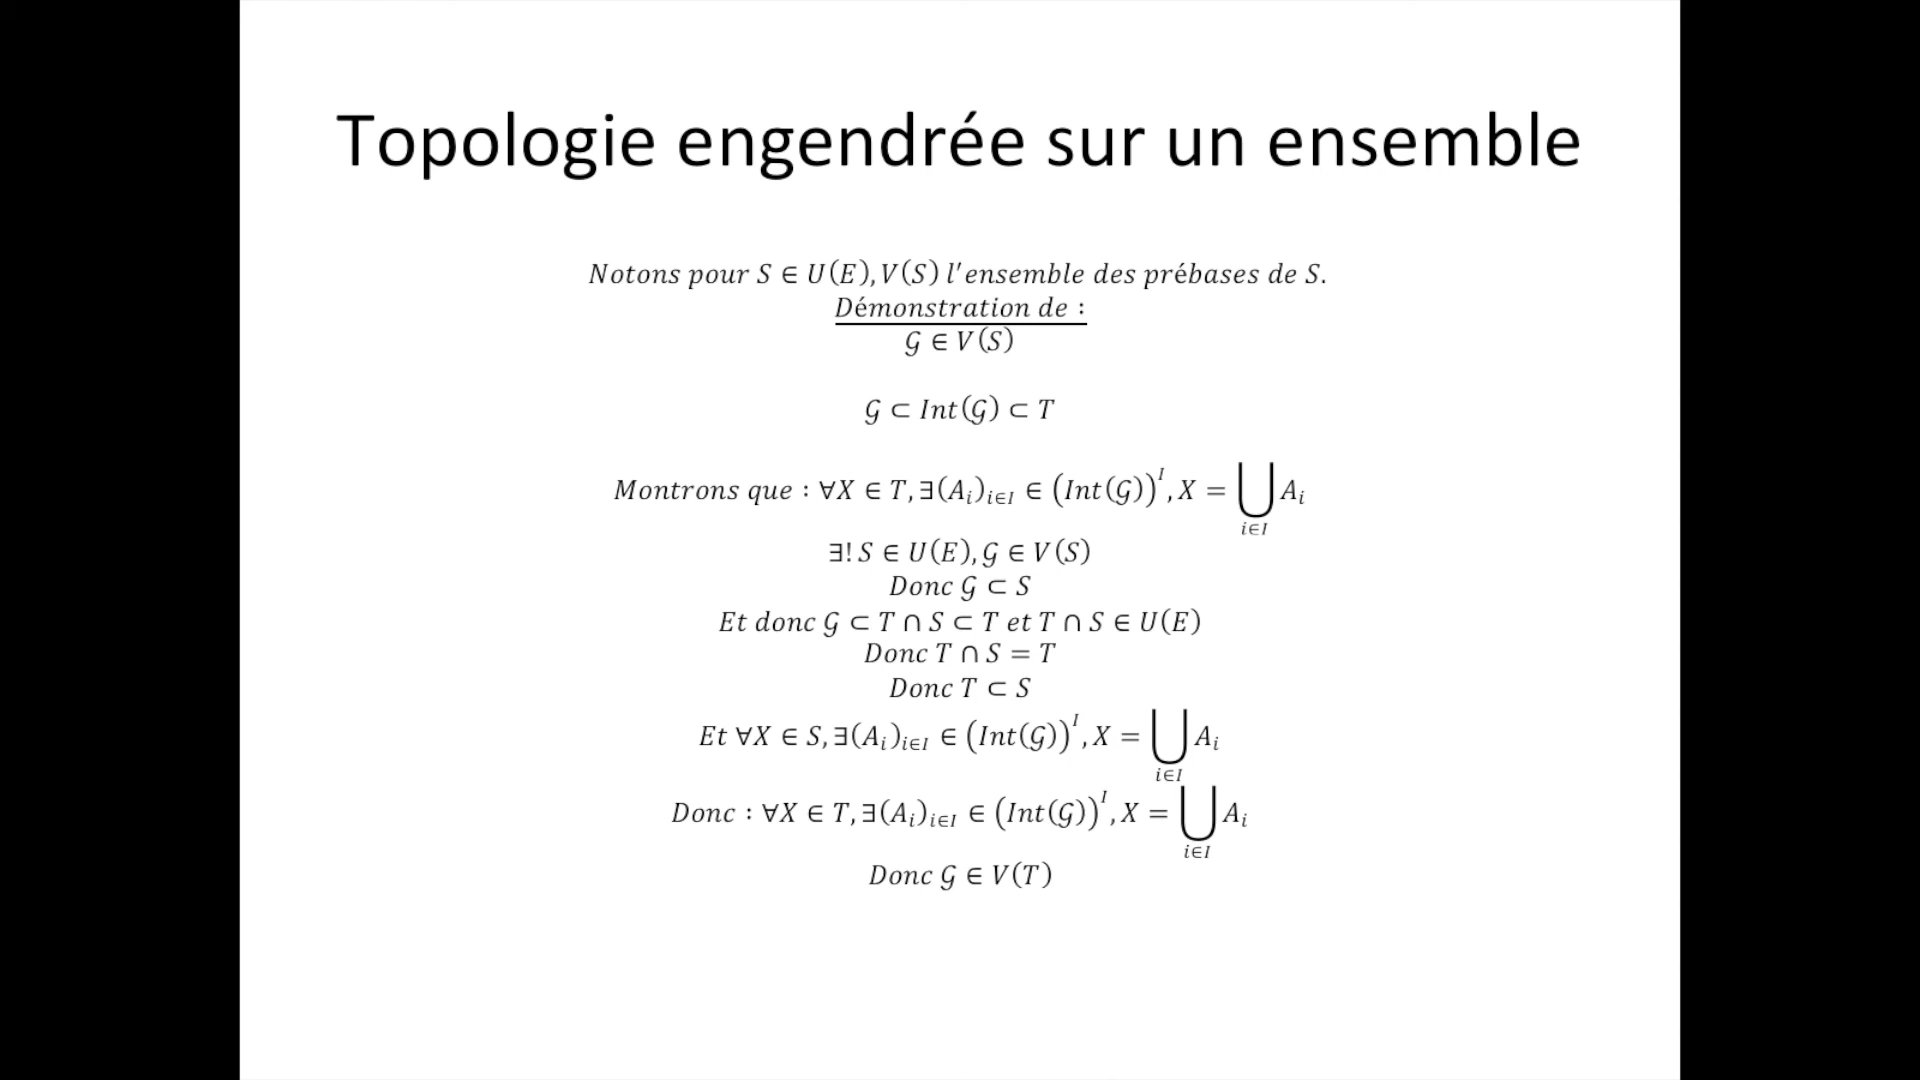 Topologie engendrée sur un ensemble
Notons pour S ∈ U(E), V(S) l'ensemble des prébases de S.
Démonstration de :
𝒢 ∈ V(S)
𝒢 ⊂ Int(𝒢) ⊂ T
Montrons que : ∀X ∈ T, ∃(A_i)_{i∈I} ∈ (Int(𝒢))^I, X = ⋃_{i∈I} A_i
∃! S ∈ U(E), 𝒢 ∈ V(S)
Donc 𝒢 ⊂ S
Et donc 𝒢 ⊂ T ∩ S ⊂ T et T ∩ S ∈ U(E)
Donc T ∩ S = T
Donc T ⊂ S
Et ∀X ∈ S, ∃(A_i)_{i∈I} ∈ (Int(𝒢))^I, X = ⋃_{i∈I} A_i
Donc : ∀X ∈ T, ∃(A_i)_{i∈I} ∈ (Int(𝒢))^I, X = ⋃_{i∈I} A_i
Donc 𝒢 ∈ V(T)